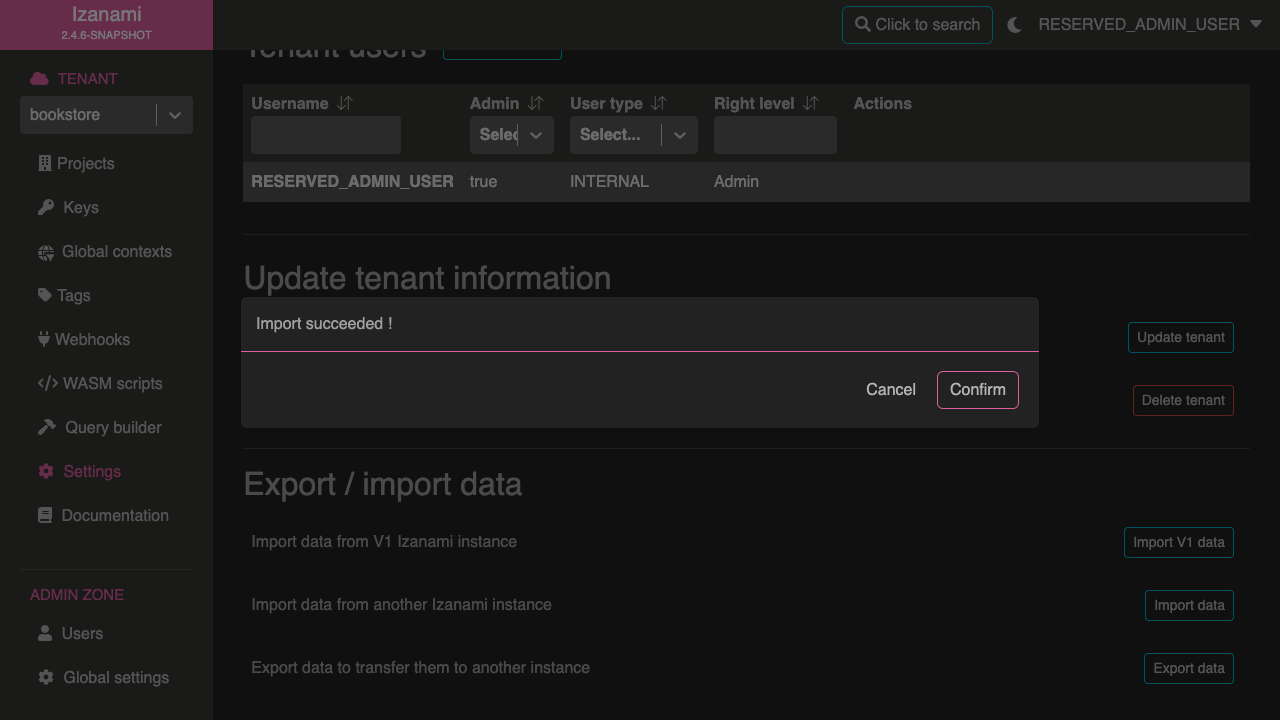 Izanami
2.4.6-SNAPSHOT
Click to search
RESERVED_ADMIN_USER
TENANT
bookstore
Projects
Keys
Global contexts
Tags
Webhooks
WASM scripts
Query builder
Settings
Documentation
ADMIN ZONE
Users
Global settings
Tenant users
Username
Admin
User type
Right level
Actions
Selec
Select...
RESERVED_ADMIN_USER
true
INTERNAL
Admin
Update tenant information
Import succeeded !
Cancel
Confirm
Update tenant
Delete tenant
Export / import data
Import data from V1 Izanami instance
Import V1 data
Import data from another Izanami instance
Import data
Export data to transfer them to another instance
Export data